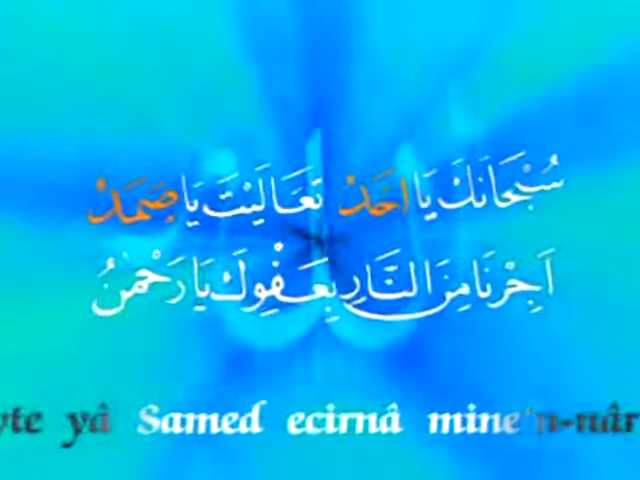 سُبْحَانَكَ يَا اَحَدْ تَعَالَيْتَ يَا صَمَدْ
اَجِرْنَا مِنَ النَّارِ بِعَفْوِكَ يَا رَحْمٰنُ
yte yâ Samed ecirnâ mine'n-nâr